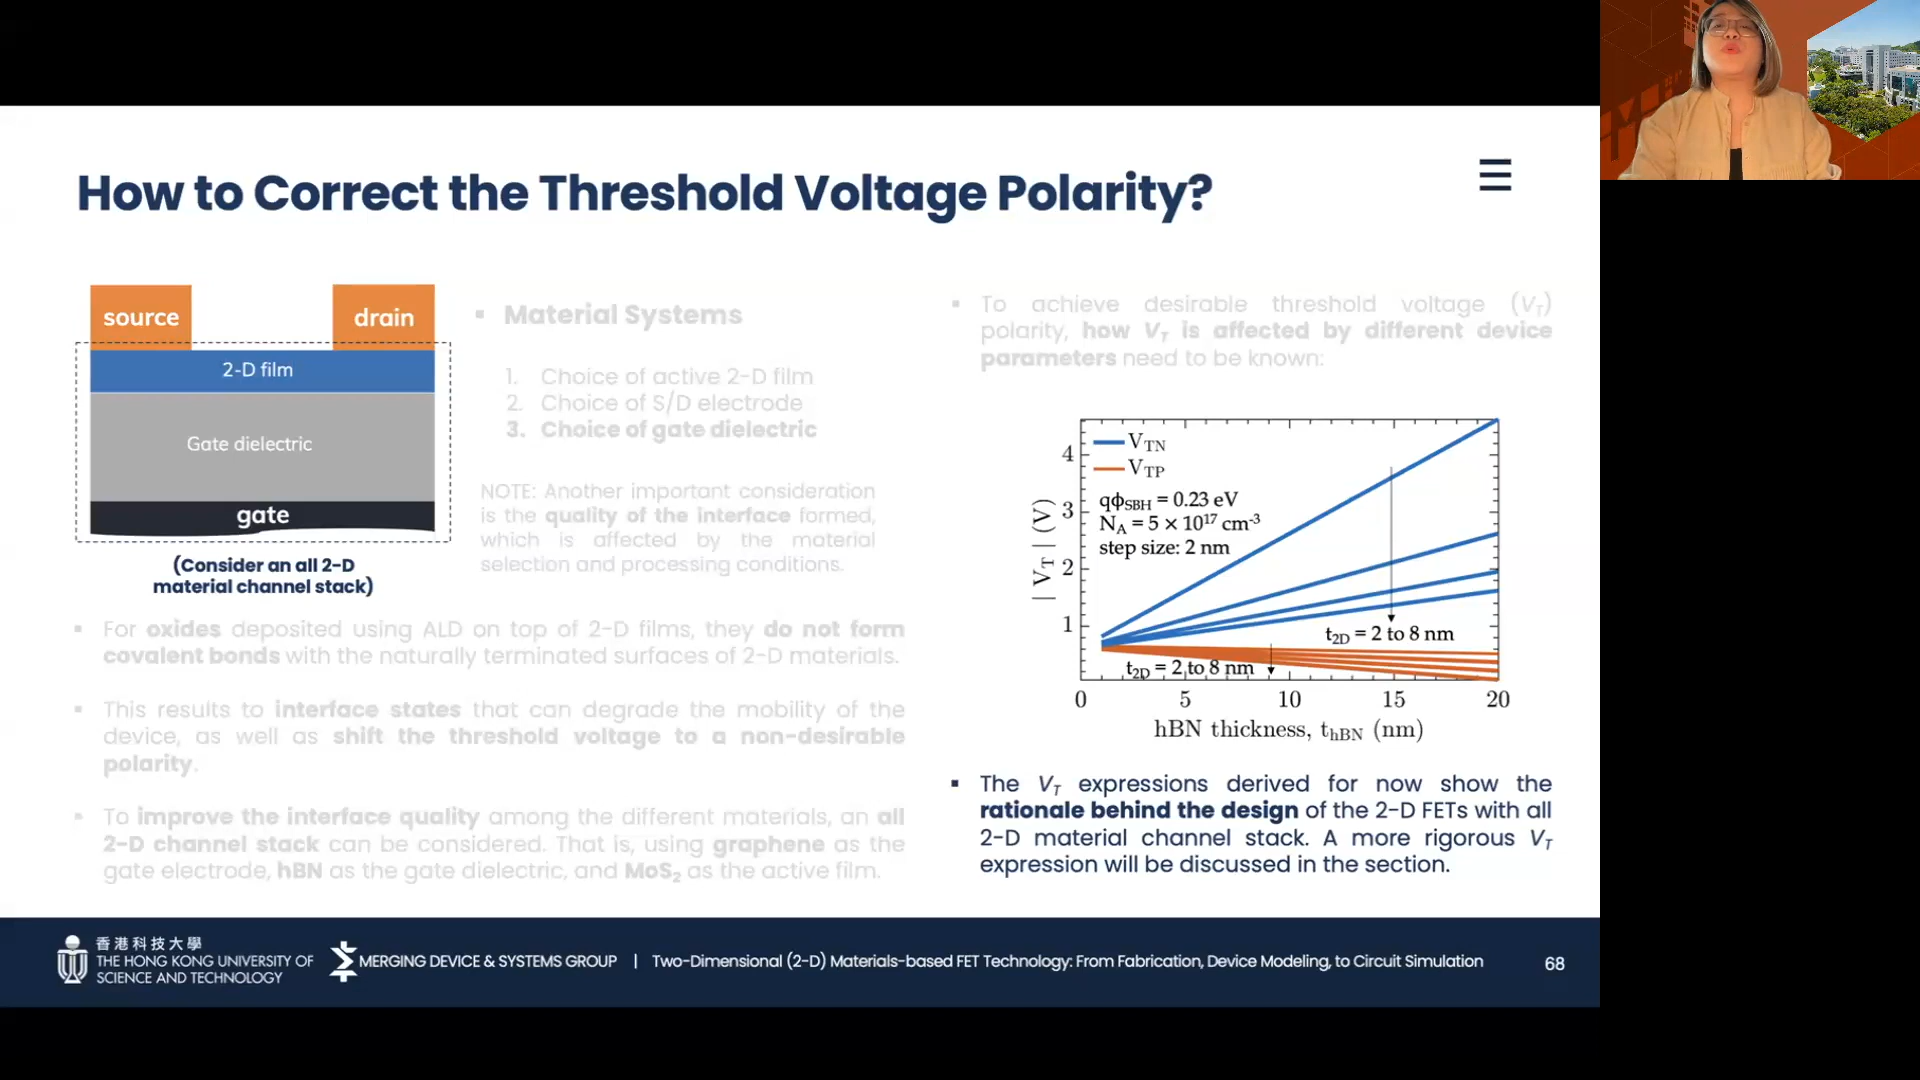 How to Correct the Threshold Voltage Polarity?
source
drain
2-D film
Gate dielectric
gate
(Consider an all 2-D
material channel stack)
▪ Material Systems
1. Choice of active 2-D film
2. Choice of S/D electrode
3. Choice of gate dielectric
NOTE: Another important consideration
is the quality of the interface formed,
which is affected by the material
selection and processing conditions.
▪ For oxides deposited using ALD on top of 2-D films, they do not form
covalent bonds with the naturally terminated surfaces of 2-D materials.
▪ This results to interface states that can degrade the mobility of the
device, as well as shift the threshold voltage to a non-desirable
polarity.
▪ To improve the interface quality among the different materials, an all
2-D channel stack can be considered. That is, using graphene as the
gate electrode, hBN as the gate dielectric, and MoS₂ as the active film.
▪ To achieve desirable threshold voltage (V_T)
polarity, how V_T is affected by different device
parameters need to be known:
V_TN
V_TP
qϕ_SBH = 0.23 eV
N_A = 5 × 10¹⁷ cm⁻³
step size: 2 nm
| V_T | (V)
4
3
2
1
t_2D = 2 to 8 nm
t_2D = 2 to 8 nm
0 5 10 15 20
hBN thickness, t_hBN (nm)
▪ The V_T expressions derived for now show the
rationale behind the design of the 2-D FETs with all
2-D material channel stack. A more rigorous V_T
expression will be discussed in the section.
香港科技大學
THE HONG KONG UNIVERSITY OF
SCIENCE AND TECHNOLOGY
MERGING DEVICE & SYSTEMS GROUP | Two-Dimensional (2-D) Materials-based FET Technology: From Fabrication, Device Modeling, to Circuit Simulation
68